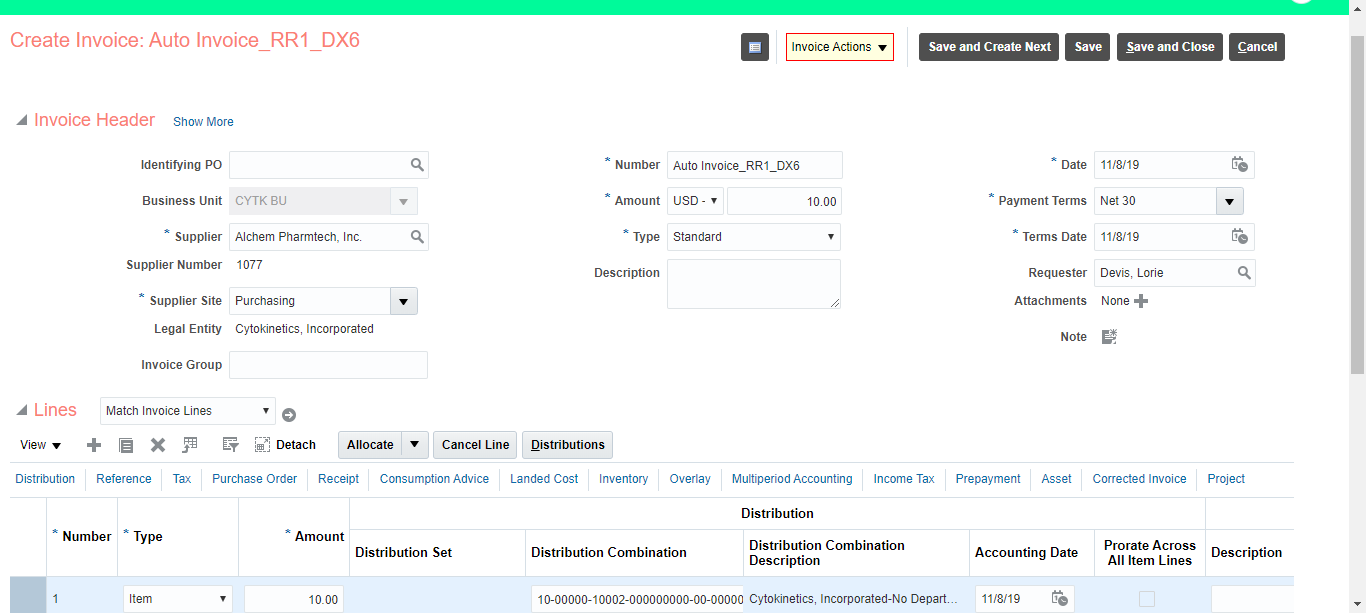 Create Invoice: Auto Invoice_RR1_DX6
Invoice Actions
Save and Create Next
Save
Save and Close
Cancel
Invoice Header
Show More
Identifying PO
* Number Auto Invoice_RR1_DX6
* Date 11/8/19
Business Unit CYTK BU
* Amount USD - 10.00
* Payment Terms Net 30
* Supplier Alchem Pharmtech, Inc.
* Type Standard
* Terms Date 11/8/19
Supplier Number 1077
Description
Requester Devis, Lorie
* Supplier Site Purchasing
Attachments None
Legal Entity Cytokinetics, Incorporated
Note
Invoice Group
Lines
Match Invoice Lines
View
Detach
Allocate
Cancel Line
Distributions
Distribution
Reference
Tax
Purchase Order
Receipt
Consumption Advice
Landed Cost
Inventory
Overlay
Multiperiod Accounting
Income Tax
Prepayment
Asset
Corrected Invoice
Project
* Number
* Type
* Amount
Distribution
Distribution Set
Distribution Combination
Distribution Combination
Description
Accounting Date
Prorate Across
All Item Lines
Description
1
Item
10.00
10-00000-10002-000000000-00-00000
Cytokinetics, Incorporated-No Depart...
11/8/19